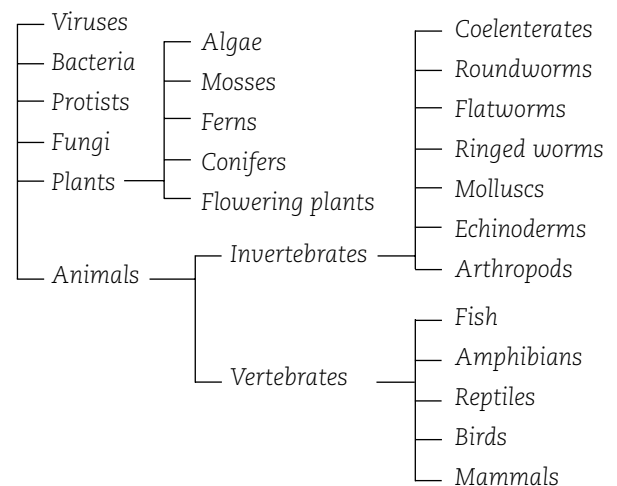 Viruses
Bacteria
Protists
Fungi
Plants
Animals
Algae
Mosses
Ferns
Conifers
Flowering plants
Invertebrates
Vertebrates
Coelenterates
Roundworms
Flatworms
Ringed worms
Molluscs
Echinoderms
Arthropods
Fish
Amphibians
Reptiles
Birds
Mammals